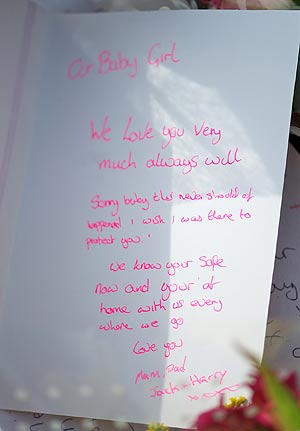 Our Baby Girl
We Love you very
much always will
Sorry baby this never should of
happened I wish I was there to
protect you.
We know your Safe
now and your at
home with us every
where we go
Love you
Mam, Dad
Jack + Harry